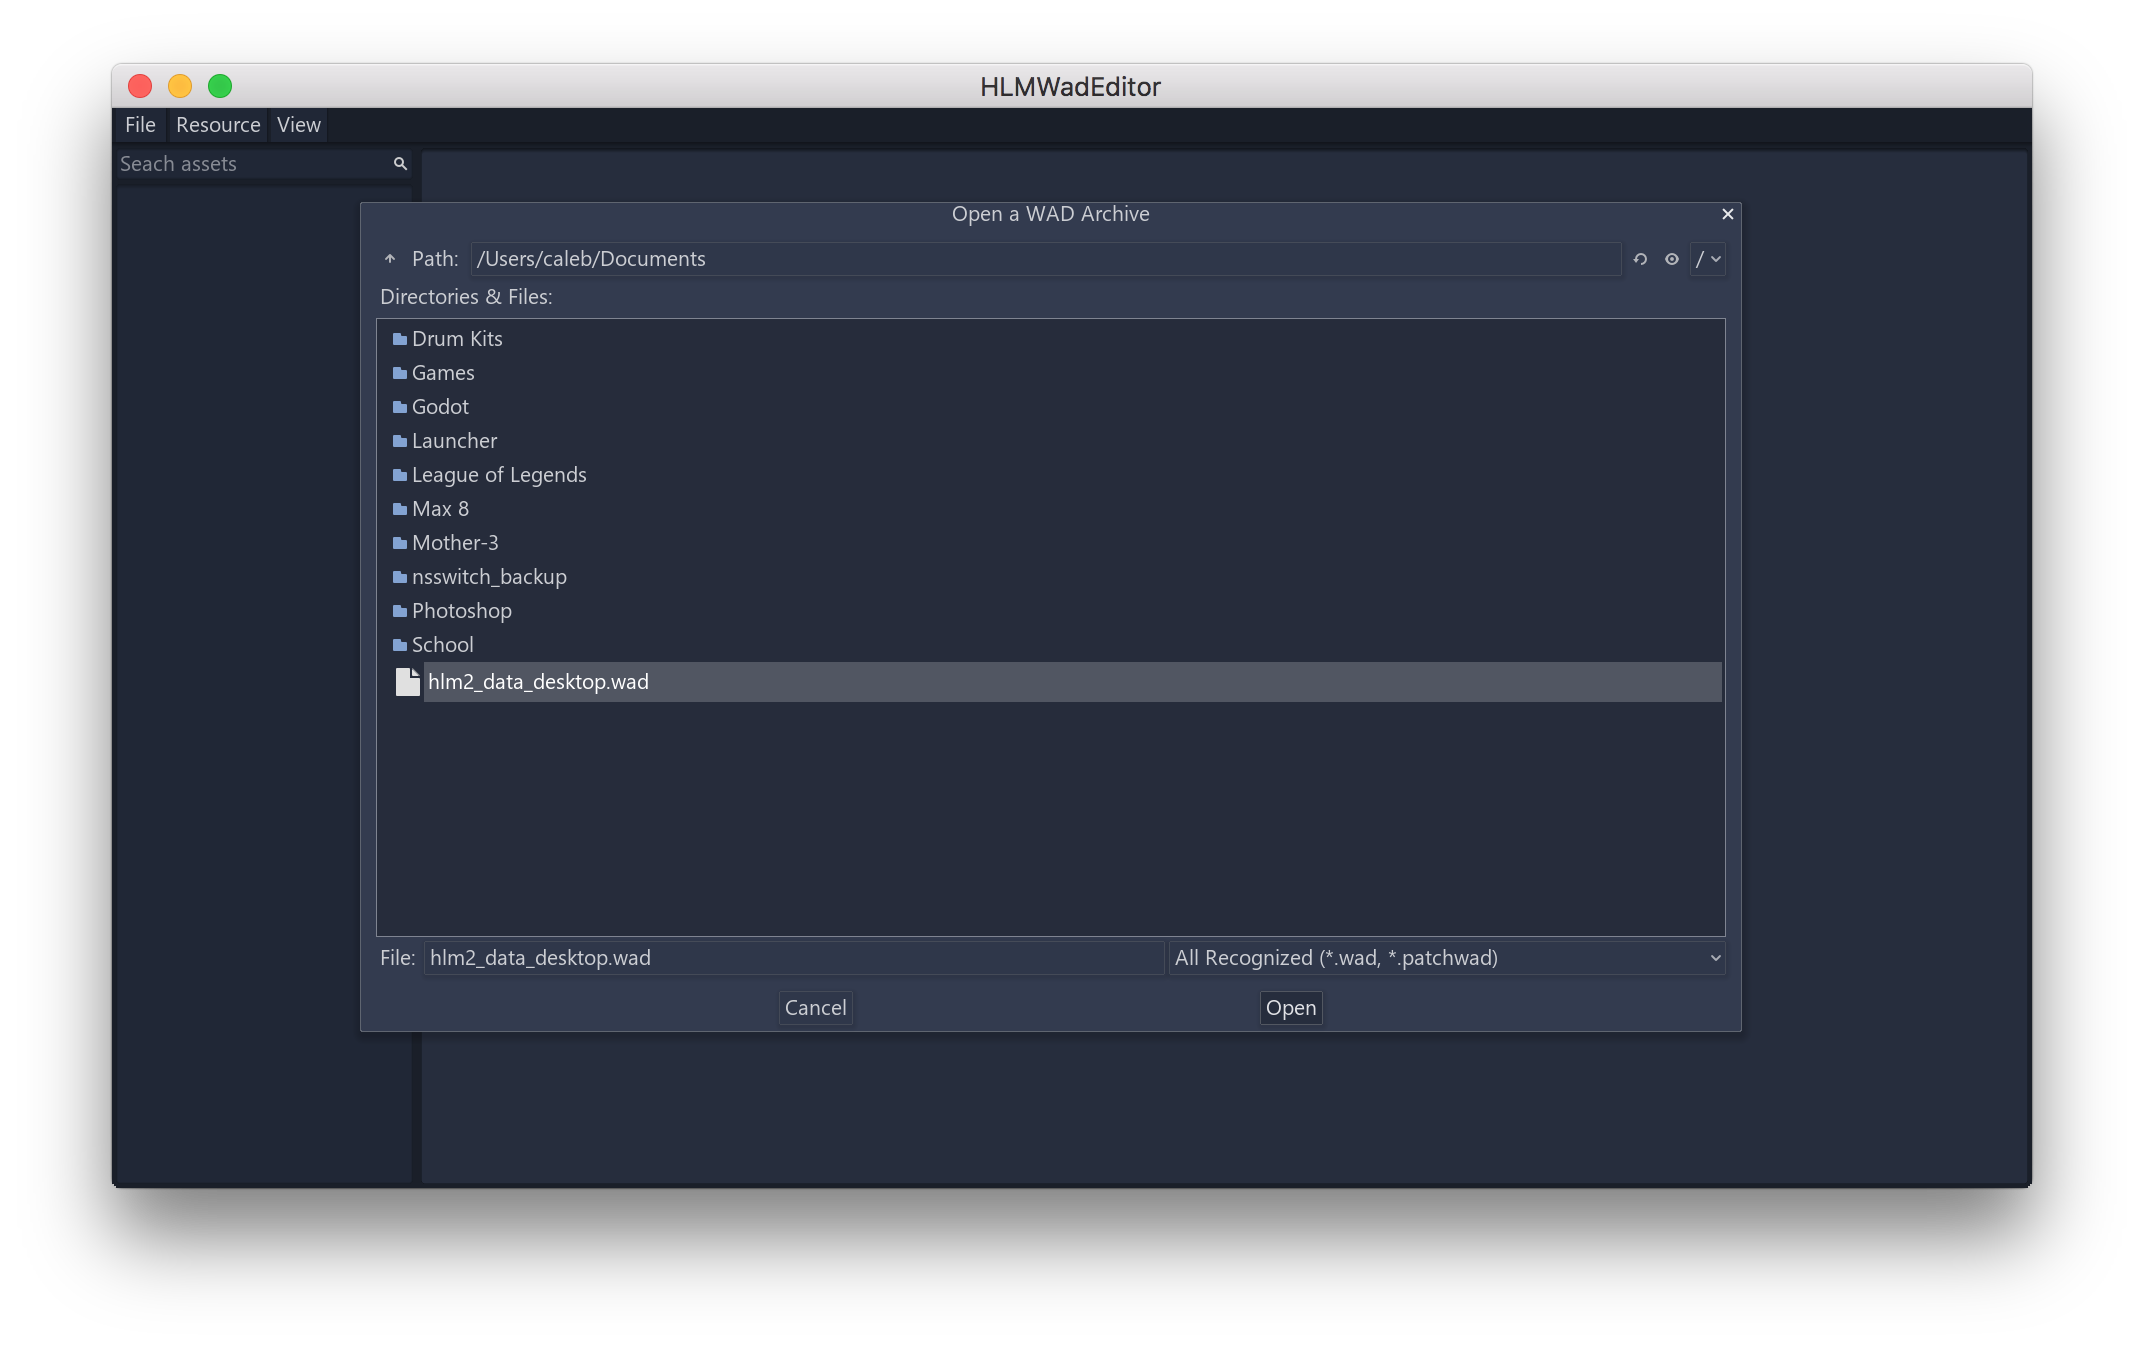 HLMWadEditor
File Resource View
Seach assets
Open a WAD Archive
Path: /Users/caleb/Documents /
Directories & Files:
Drum Kits
Games
Godot
Launcher
League of Legends
Max 8
Mother-3
nsswitch_backup
Photoshop
School
hlm2_data_desktop.wad
File: hlm2_data_desktop.wad All Recognized (*.wad, *.patchwad)
Cancel Open